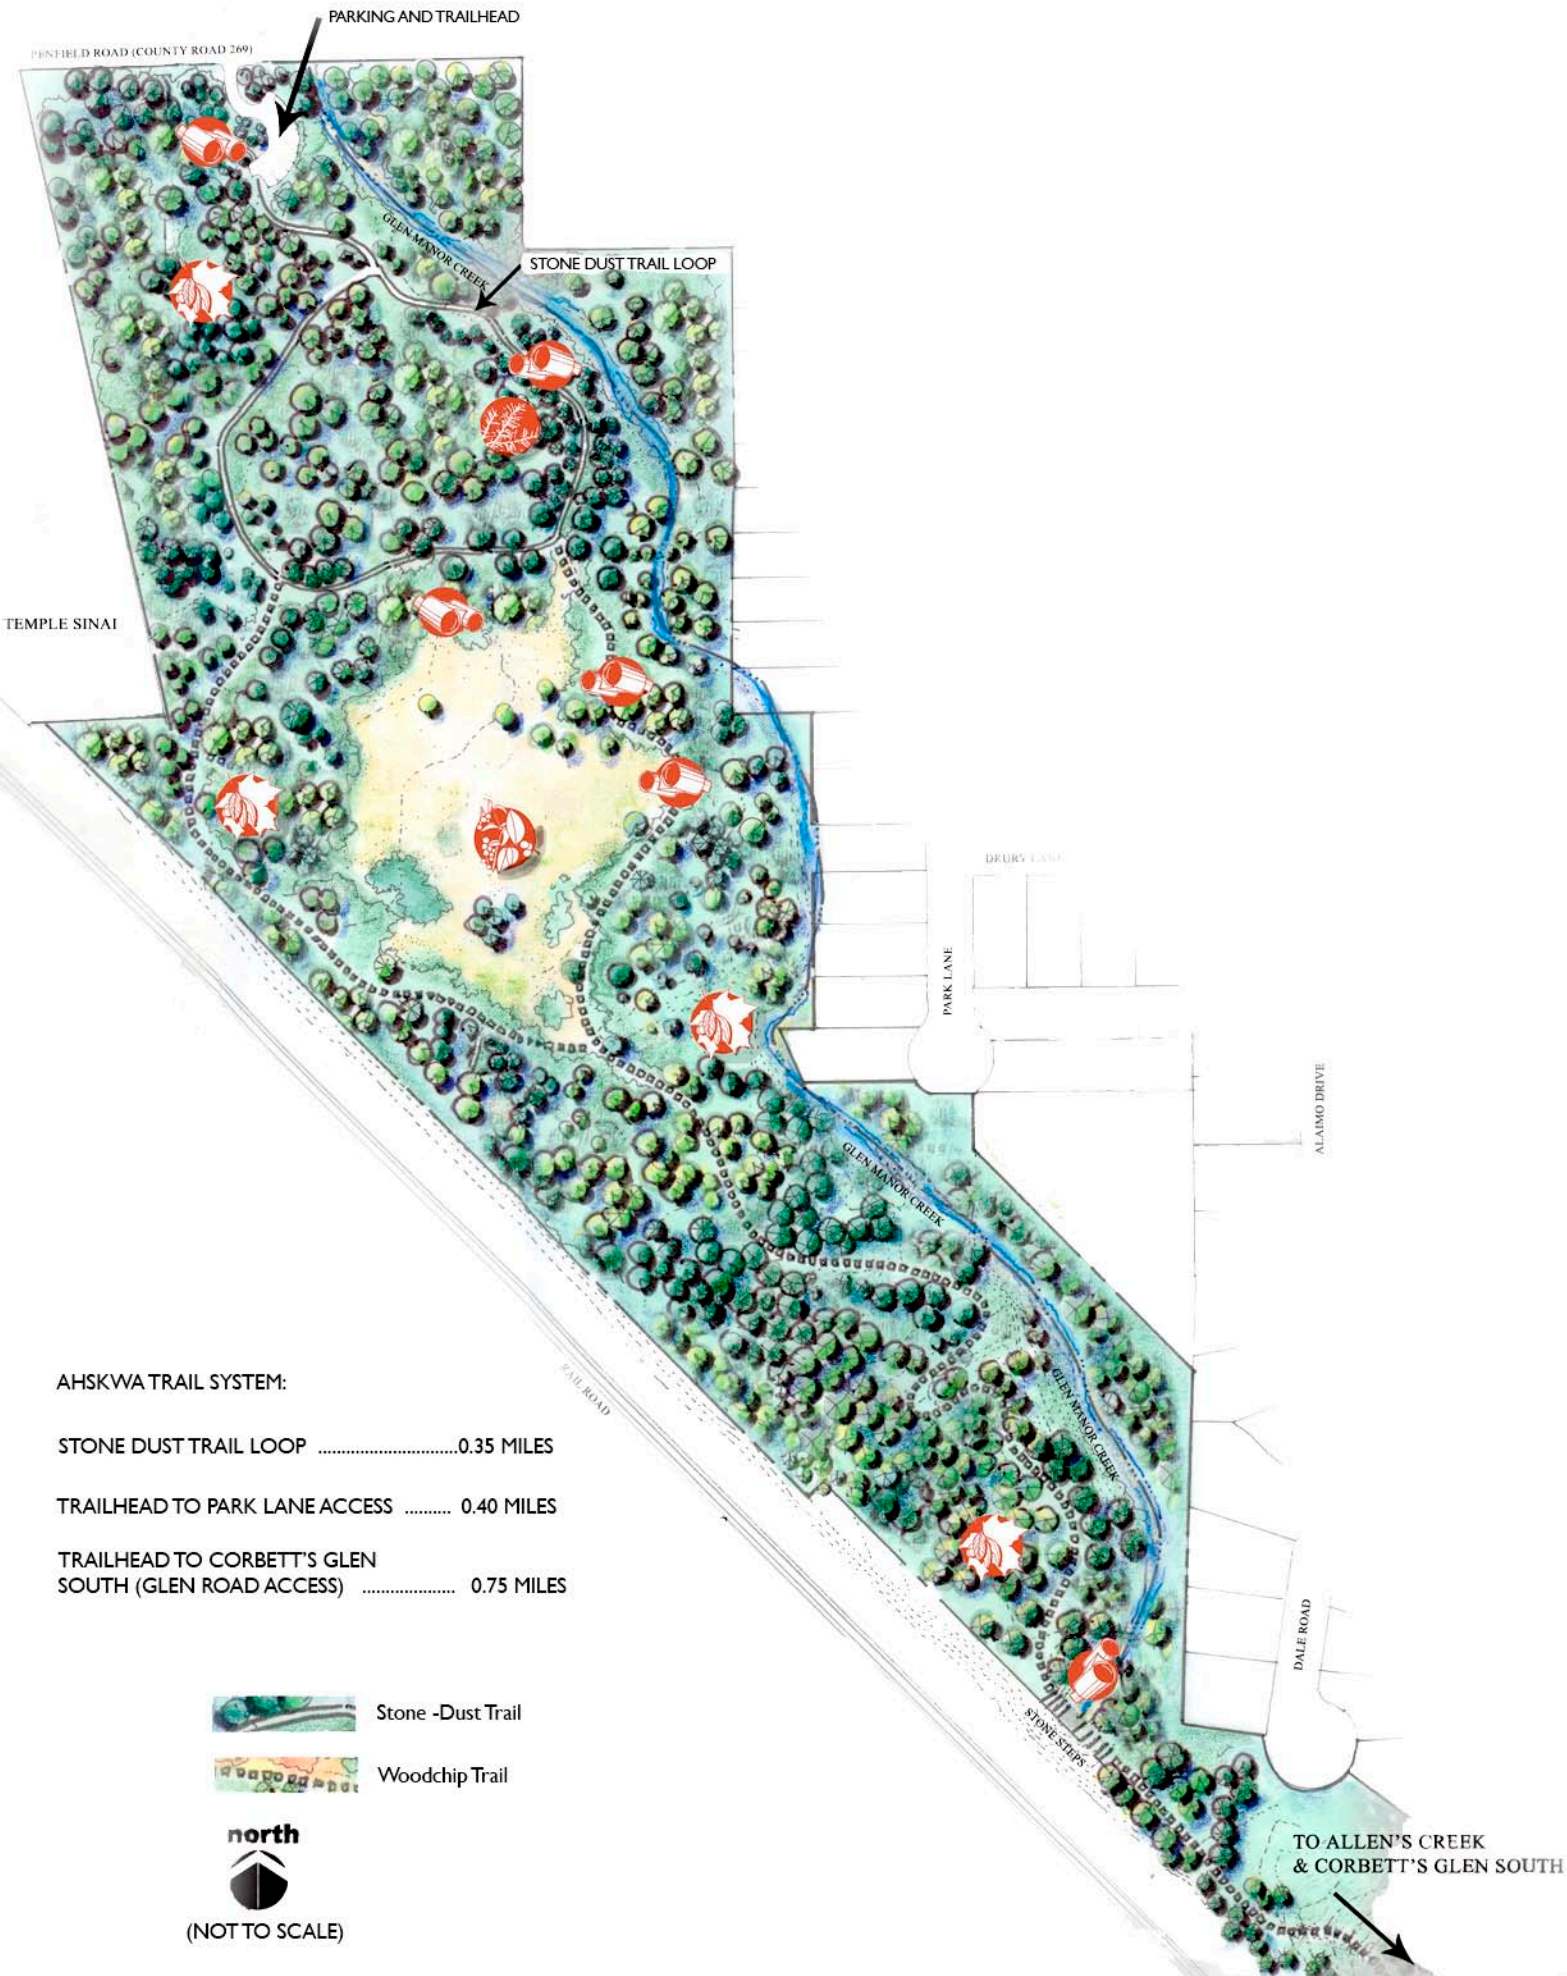 PARKING AND TRAILHEAD
PENFIELD ROAD (COUNTY ROAD 269)
GLEN MANOR CREEK
STONE DUST TRAIL LOOP
TEMPLE SINAI
DRURY LANE
PARK LANE
ALAIMO DRIVE
GLEN MANOR CREEK
RAIL ROAD
GLEN MANOR CREEK
AHSKWA TRAIL SYSTEM:
STONE DUST TRAIL LOOP ..............................0.35 MILES
TRAILHEAD TO PARK LANE ACCESS .......... 0.40 MILES
TRAILHEAD TO CORBETT'S GLEN
SOUTH (GLEN ROAD ACCESS) .................... 0.75 MILES
DALE ROAD
STONE STEPS
Stone -Dust Trail
Woodchip Trail
north
(NOT TO SCALE)
TO ALLEN'S CREEK
& CORBETT'S GLEN SOUTH